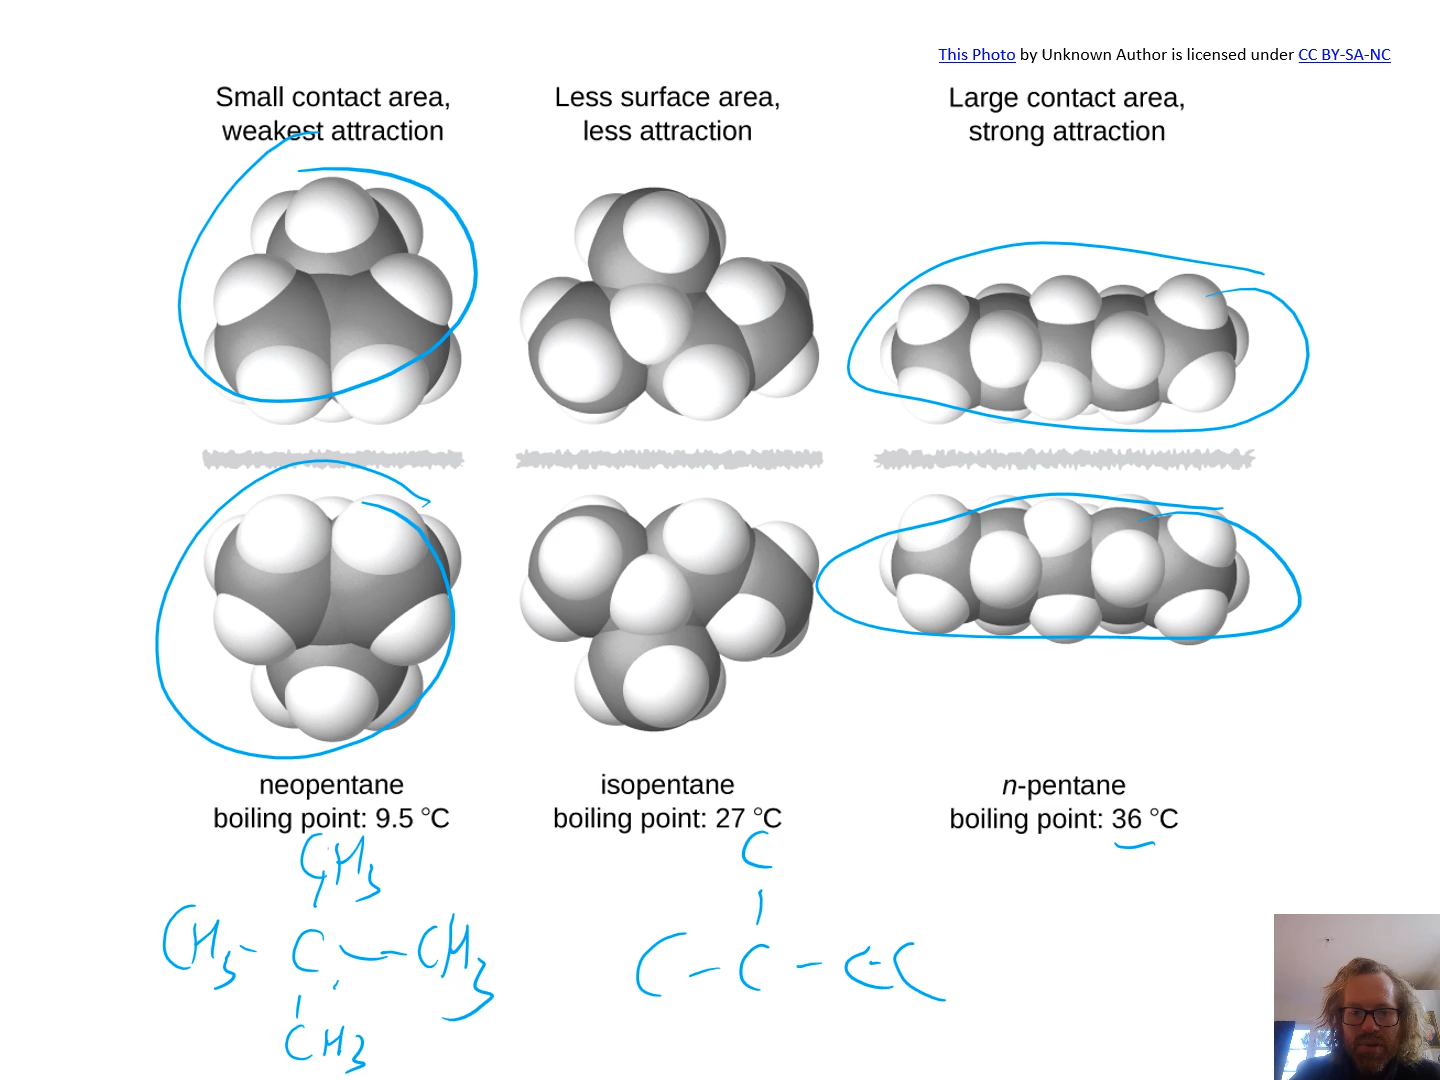 This Photo by Unknown Author is licensed under CC BY-SA-NC
Small contact area,
weakest attraction
Less surface area,
less attraction
Large contact area,
strong attraction
neopentane
boiling point: 9.5 °C
isopentane
boiling point: 27 °C
n-pentane
boiling point: 36 °C
CH3
CH3 - C - CH3
CH3
C
C - C - C - C